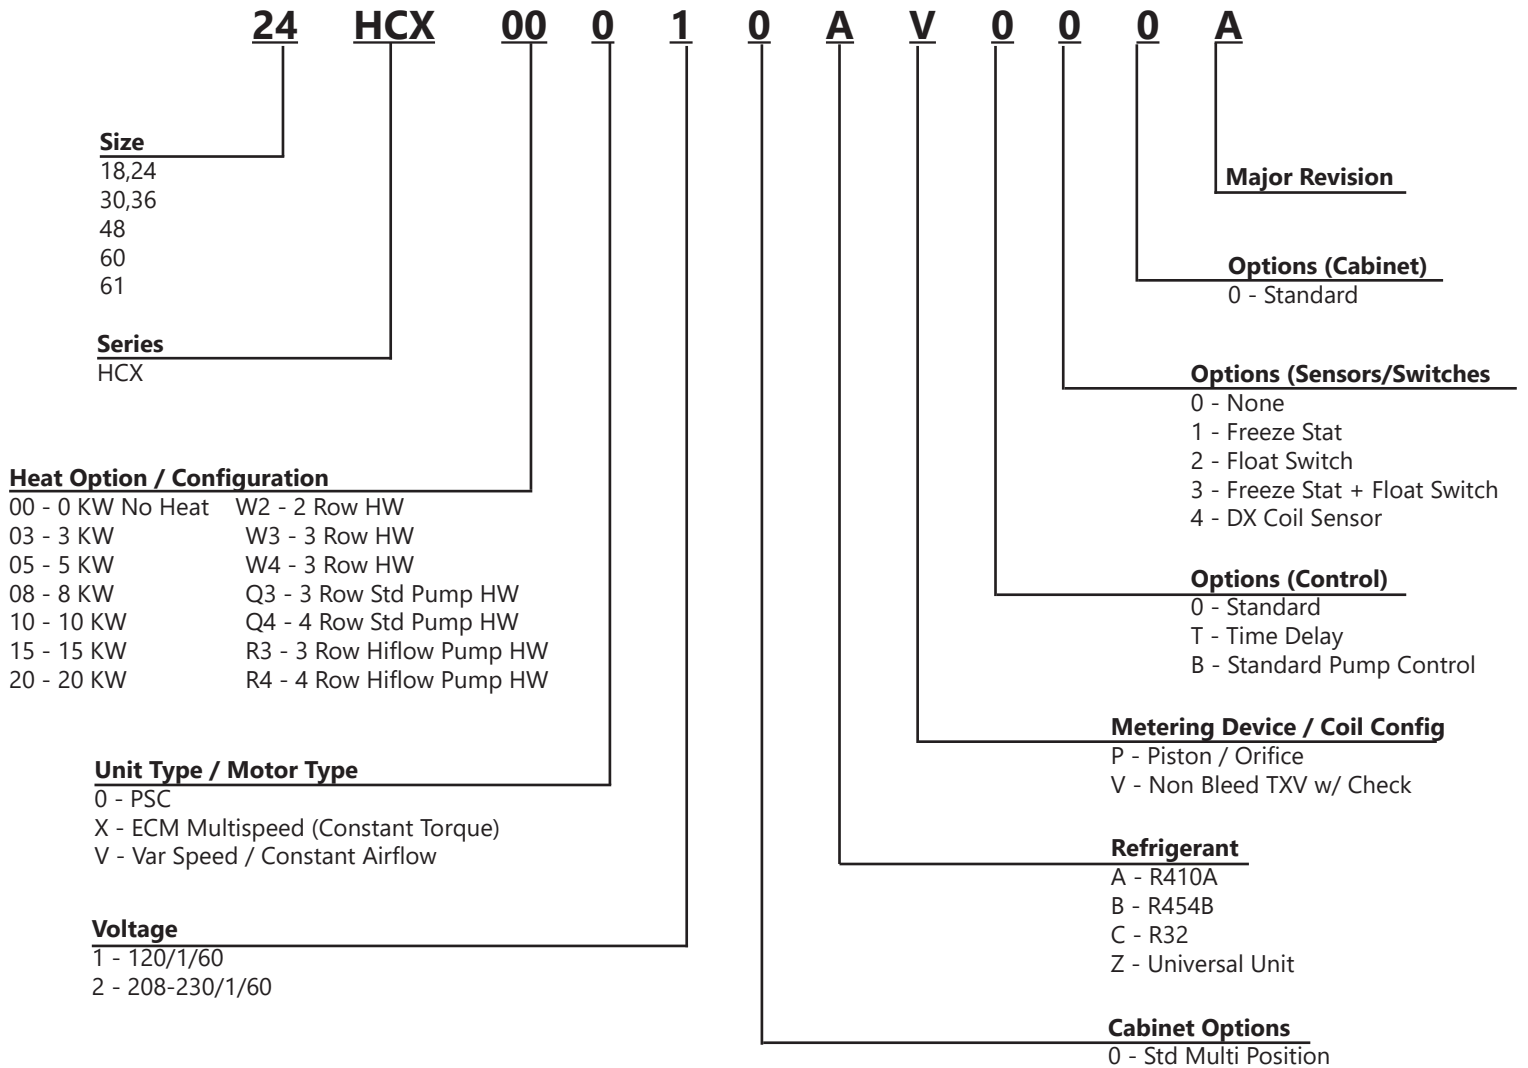 24 HCX 00 0 1 0 A V 0 0 0 A
Size
18,24
30,36
48
60
61
Series
HCX
Heat Option / Configuration
00 - 0 KW No Heat W2 - 2 Row HW
03 - 3 KW W3 - 3 Row HW
05 - 5 KW W4 - 3 Row HW
08 - 8 KW Q3 - 3 Row Std Pump HW
10 - 10 KW Q4 - 4 Row Std Pump HW
15 - 15 KW R3 - 3 Row Hiflow Pump HW
20 - 20 KW R4 - 4 Row Hiflow Pump HW
Unit Type / Motor Type
0 - PSC
X - ECM Multispeed (Constant Torque)
V - Var Speed / Constant Airflow
Voltage
1 - 120/1/60
2 - 208-230/1/60
Major Revision
Options (Cabinet)
0 - Standard
Options (Sensors/Switches
0 - None
1 - Freeze Stat
2 - Float Switch
3 - Freeze Stat + Float Switch
4 - DX Coil Sensor
Options (Control)
0 - Standard
T - Time Delay
B - Standard Pump Control
Metering Device / Coil Config
P - Piston / Orifice
V - Non Bleed TXV w/ Check
Refrigerant
A - R410A
B - R454B
C - R32
Z - Universal Unit
Cabinet Options
0 - Std Multi Position